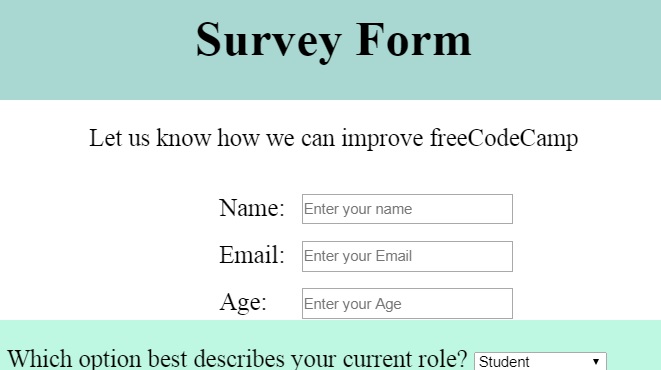 Survey Form
Let us know how we can improve freeCodeCamp
Name: Enter your name
Email: Enter your Email
Age: Enter your Age
Which option best describes your current role? Student